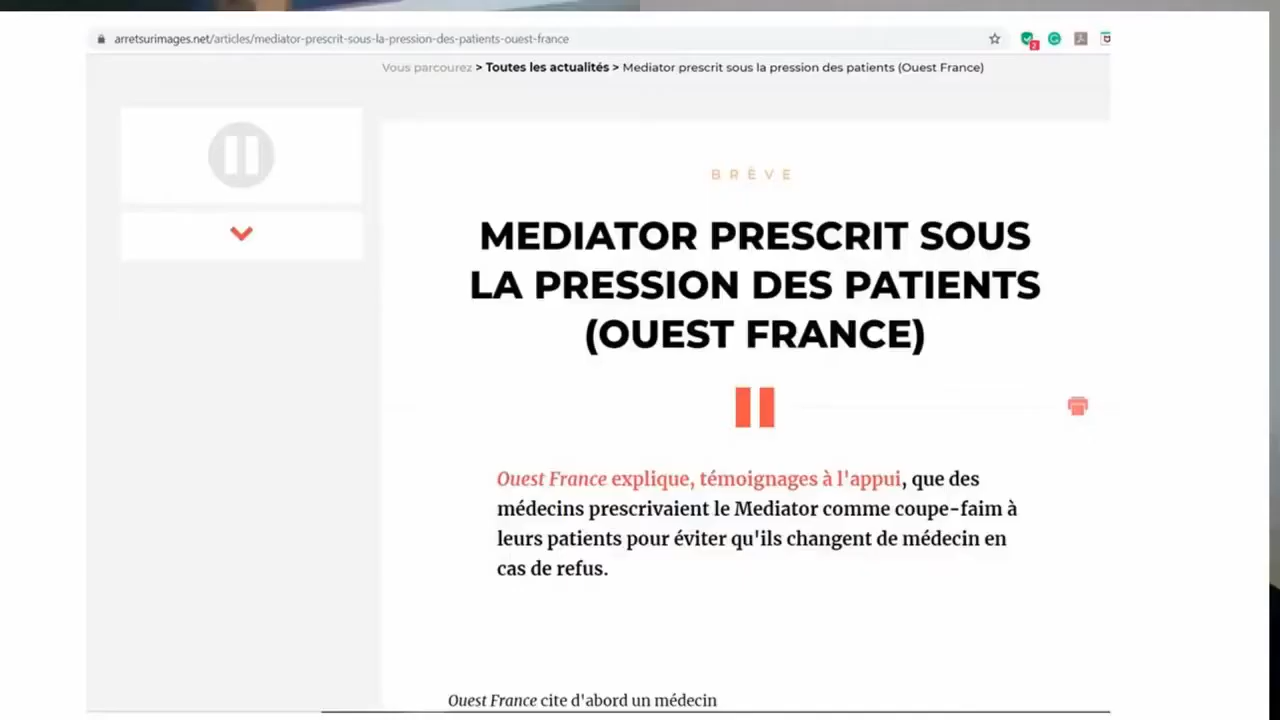 arretsurimages.net/articles/mediator-prescrit-sous-la-pression-des-patients-ouest-france
2
Vous parcourez > Toutes les actualités > Mediator prescrit sous la pression des patients (Ouest France)
BRÈVE
MEDIATOR PRESCRIT SOUS
LA PRESSION DES PATIENTS
(OUEST FRANCE)
Ouest France explique, témoignages à l'appui, que des
médecins prescrivaient le Mediator comme coupe-faim à
leurs patients pour éviter qu'ils changent de médecin en
cas de refus.
Ouest France cite d'abord un médecin